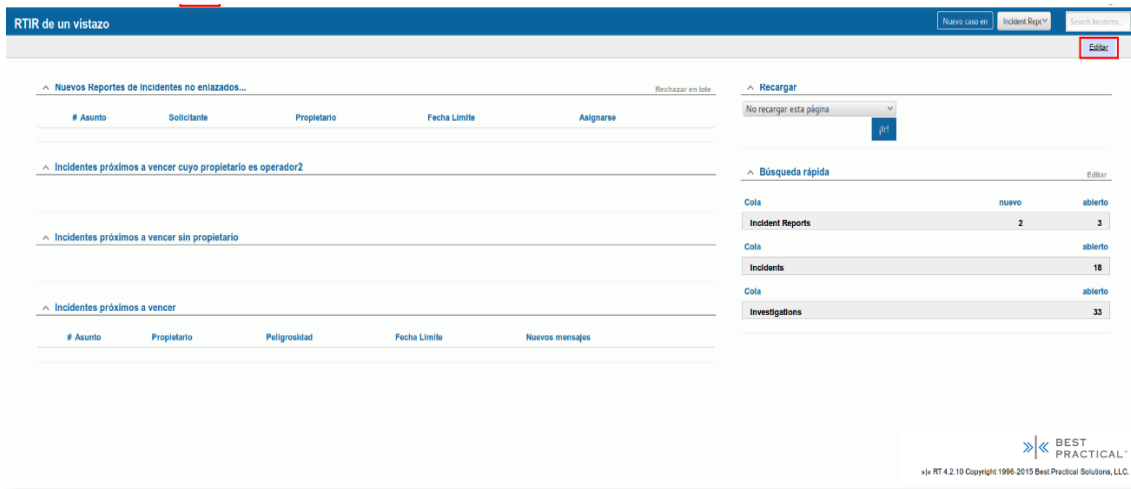 RTIR de un vistazo
Nuevo caso en
Incident Repc
Search Incidents...
Editar
Nuevos Reportes de Incidentes no enlazados...
Rechazar en lote
# Asunto Solicitante Propietario Fecha Límite Asignarse
Incidentes próximos a vencer cuyo propietario es operador2
Incidentes próximos a vencer sin propietario
Incidentes próximos a vencer
# Asunto Propietario Peligrosidad Fecha Límite Nuevos mensajes
Recargar
No recargar esta página
¡Ir!
Búsqueda rápida
Editar
Cola nuevo abierto
Incident Reports 2 3
Cola abierto
Incidents 18
Cola abierto
Investigations 33
BEST
PRACTICAL™
»|« RT 4.2.10 Copyright 1996-2015 Best Practical Solutions, LLC.